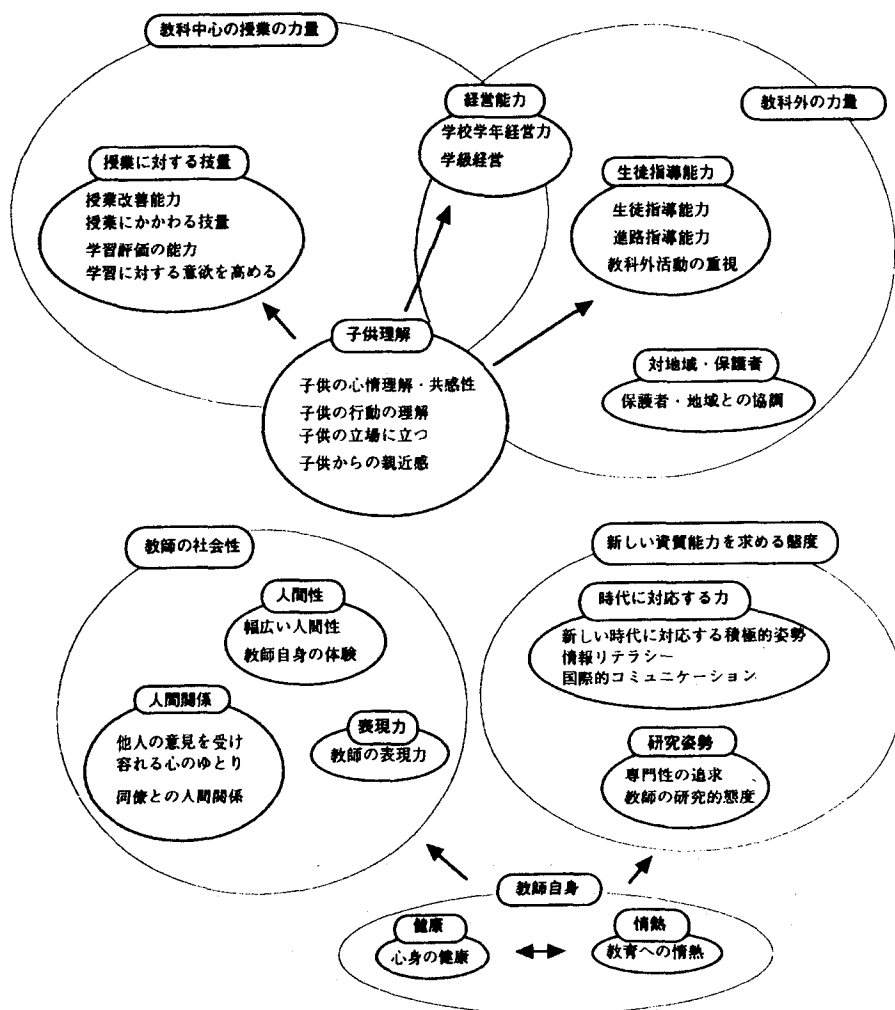 教科中心の授業の力量
経営能力
学校学年経営力
学級経営
教科外の力量
授業に対する技量
授業改善能力
授業にかかわる技量
学習評価の能力
学習に対する意欲を高める
生徒指導能力
生徒指導能力
進路指導能力
教科外活動の重視
子供理解
子供の心情理解・共感性
子供の行動の理解
子供の立場に立つ
子供からの親近感
対地域・保護者
保護者・地域との協調
教師の社会性
人間性
幅広い人間性
教師自身の体験
人間関係
他人の意見を受け
容れる心のゆとり
同僚との人間関係
表現力
教師の表現力
新しい資質能力を求める態度
時代に対応する力
新しい時代に対応する積極的姿勢
情報リテラシー
国際的コミュニケーション
研究姿勢
専門性の追求
教師の研究的態度
教師自身
健康
心身の健康
情熱
教育への情熱